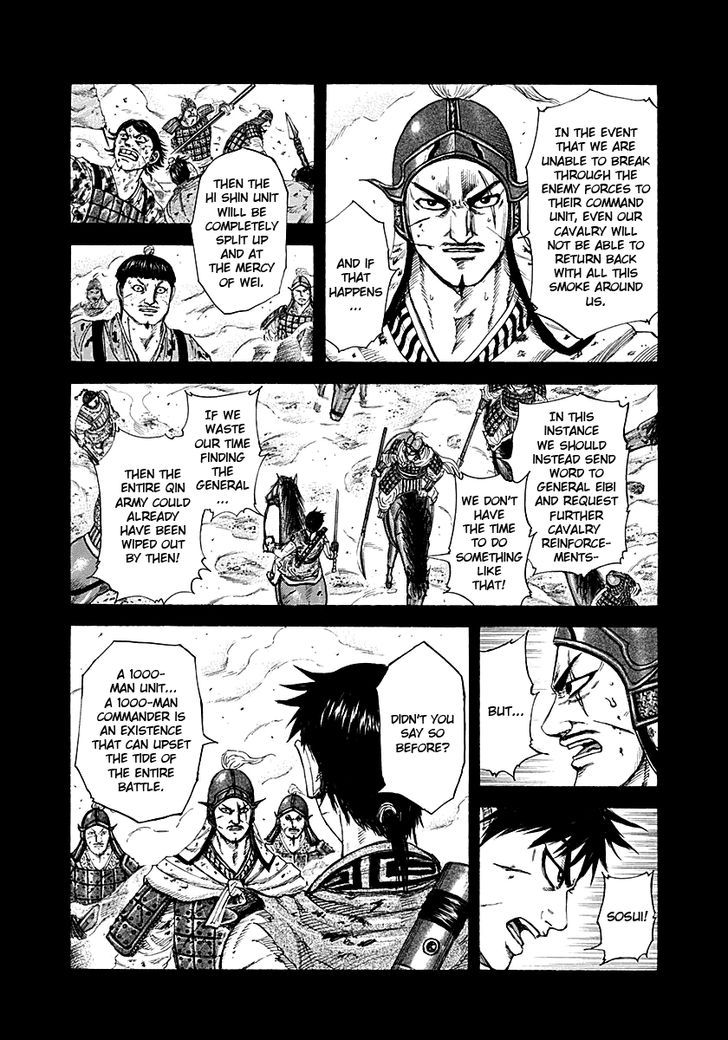 IN THE EVENT
THAT WE ARE
UNABLE TO BREAK
THROUGH THE
ENEMY FORCES TO
THEIR COMMAND
UNIT, EVEN OUR
CAVALRY WILL
NOT BE ABLE TO
RETURN BACK
WITH ALL THIS
SMOKE AROUND
US.
AND IF
THAT
HAPPENS
...
THEN THE
HI SHIN UNIT
WIILL BE
COMPLETELY
SPLIT UP
AND AT
THE MERCY
OF WEI.
IN THIS
INSTANCE
WE SHOULD
INSTEAD SEND
WORD TO
GENERAL EIBI
AND REQUEST
FURTHER
CAVALRY
REINFORCE-
MENTS-
WE DON'T
HAVE THE
TIME TO
DO
SOMETHING
LIKE
THAT!
IF WE
WASTE
OUR TIME
FINDING
THE
GENERAL
...
THEN THE
ENTIRE QIN
ARMY COULD
ALREADY
HAVE BEEN
WIPED OUT
BY THEN!
BUT...
SOSUI!
DIDN'T YOU
SAY SO
BEFORE?
A 1000-
MAN UNIT...
A 1000-MAN
COMMANDER IS
AN EXISTENCE
THAT CAN UPSET
THE TIDE OF
THE ENTIRE
BATTLE.